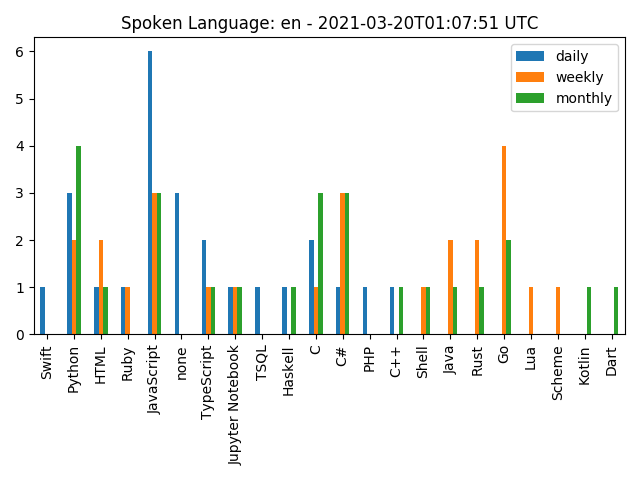 Spoken Language: en - 2021-03-20T01:07:51 UTC
daily
weekly
monthly
6
5
4
3
2
1
0
Swift
Python
HTML
Ruby
JavaScript
none
TypeScript
Jupyter Notebook
TSQL
Haskell
C
C#
PHP
C++
Shell
Java
Rust
Go
Lua
Scheme
Kotlin
Dart